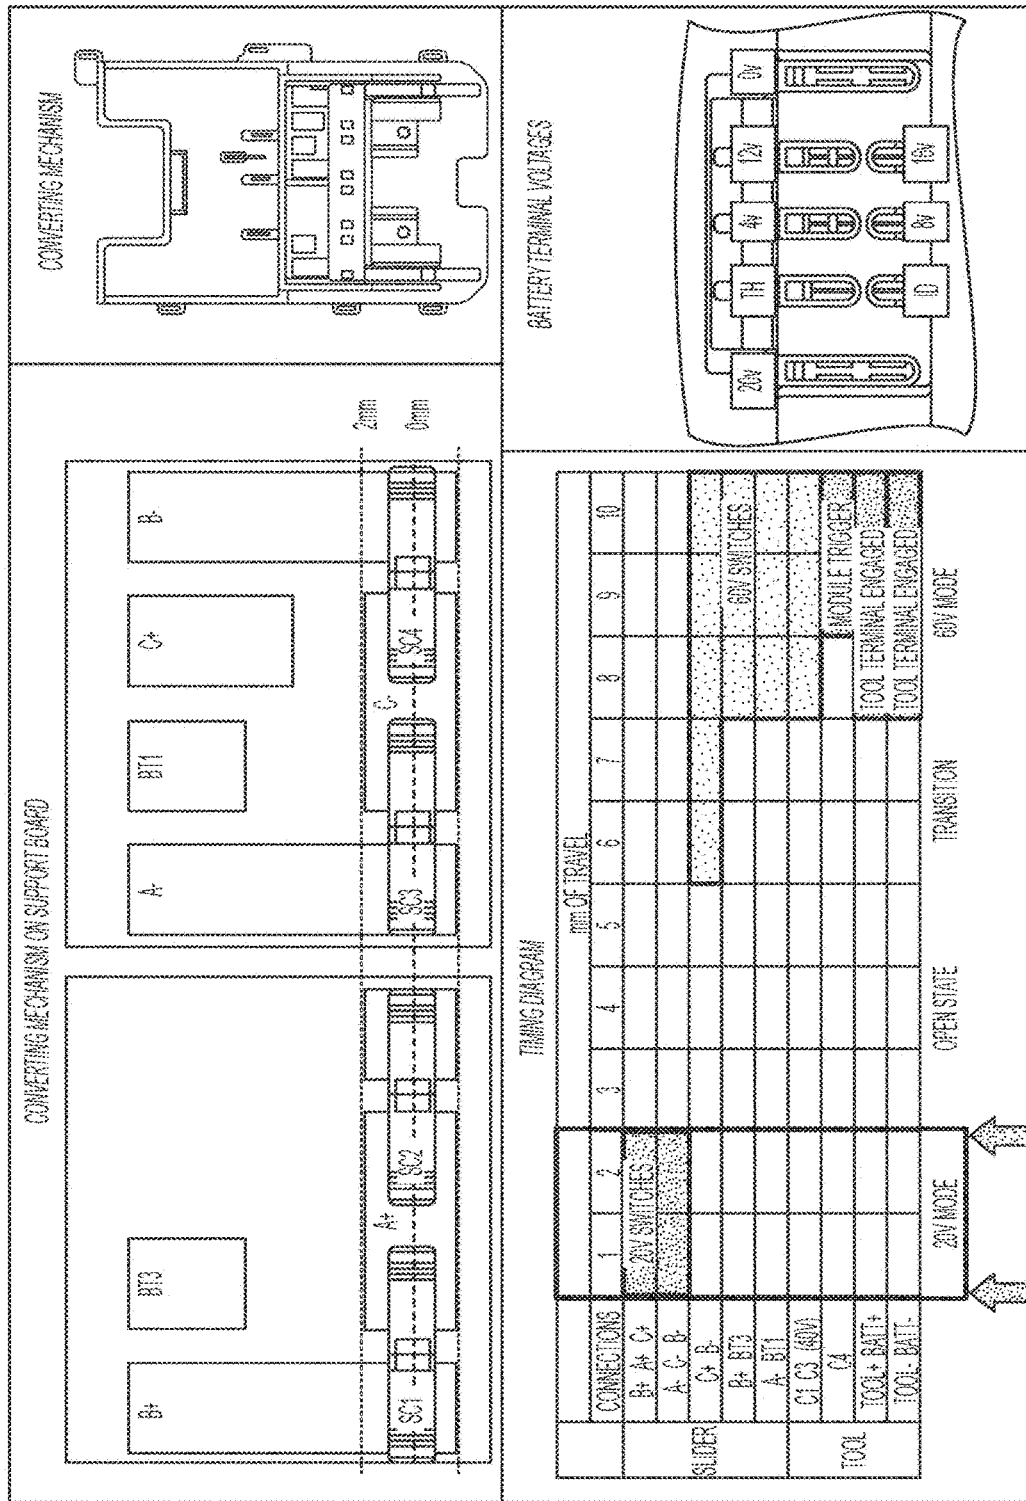 CONVERTING MECHANISM ON SUPPORT BOARD
B+
BT3
A-
BT1
C+
B-
A+
C-
SC1
SC2
SC3
SC4
2mm
0mm
CONVERTING MECHANISM
TIMING DIAGRAM
mm OF TRAVEL
CONNECTIONS 1 2 3 4 5 6 7 8 9 10
SLIDER
B+ A+ C+
20V SWITCHES
A- C- B-
C+ B-
B+ BT3
60V SWITCHES
A- BT1
TOOL
C1 C3 (40V)
C4
MODULE TRIGGER
TOOL+ BATT+
TOOL TERMINAL ENGAGED
TOOL- BATT-
TOOL TERMINAL ENGAGED
20V MODE
OPEN STATE
TRANSITION
60V MODE
BATTERY TERMINAL VOLTAGES
20v TH 4v 12v 0v
ID 8v 16v